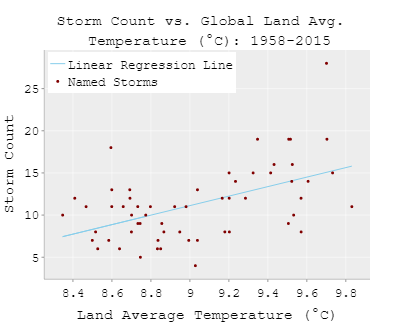 Storm Count vs. Global Land Avg.
Temperature (°C): 1958-2015
Linear Regression Line
Named Storms
Storm Count
25
20
15
10
5
8.4 8.6 8.8 9 9.2 9.4 9.6 9.8
Land Average Temperature (°C)